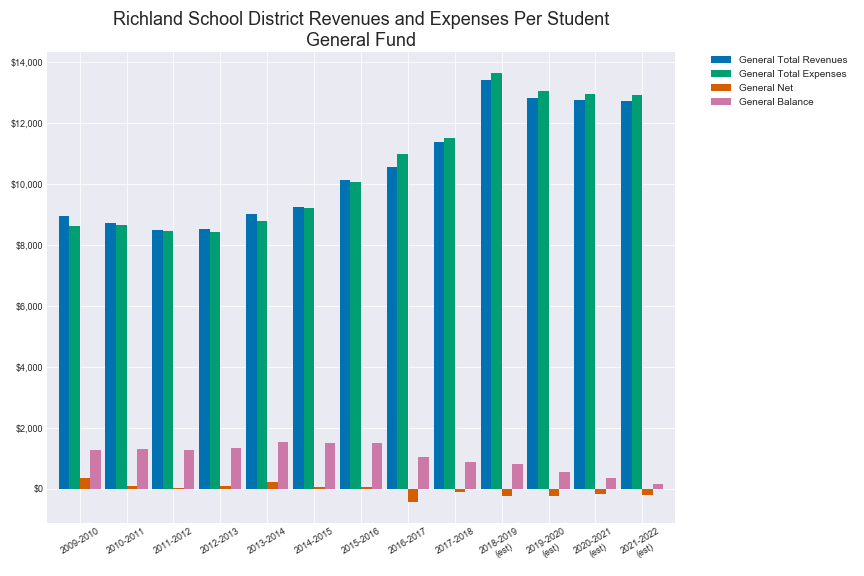 Richland School District Revenues and Expenses Per Student
General Fund
General Total Revenues
General Total Expenses
General Net
General Balance
$14,000
$12,000
$10,000
$8,000
$6,000
$4,000
$2,000
$0
2009-2010
2010-2011
2011-2012
2012-2013
2013-2014
2014-2015
2015-2016
2016-2017
2017-2018
2018-2019
(est)
2019-2020
(est)
2020-2021
(est)
2021-2022
(est)